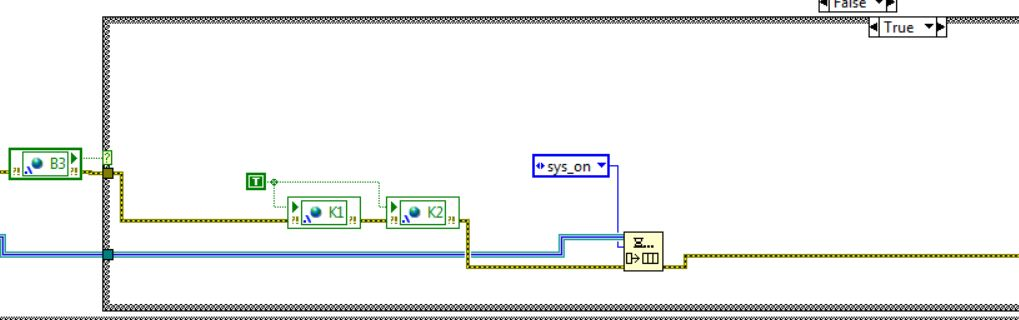 False
True
B3
?
T
K1
K2
sys_on